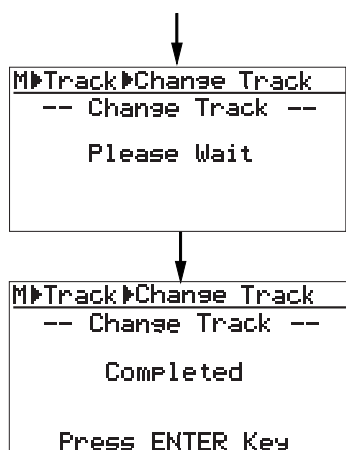 M▶Track▶Change Track
-- Change Track --
Please Wait
M▶Track▶Change Track
-- Change Track --
Completed
Press ENTER Key